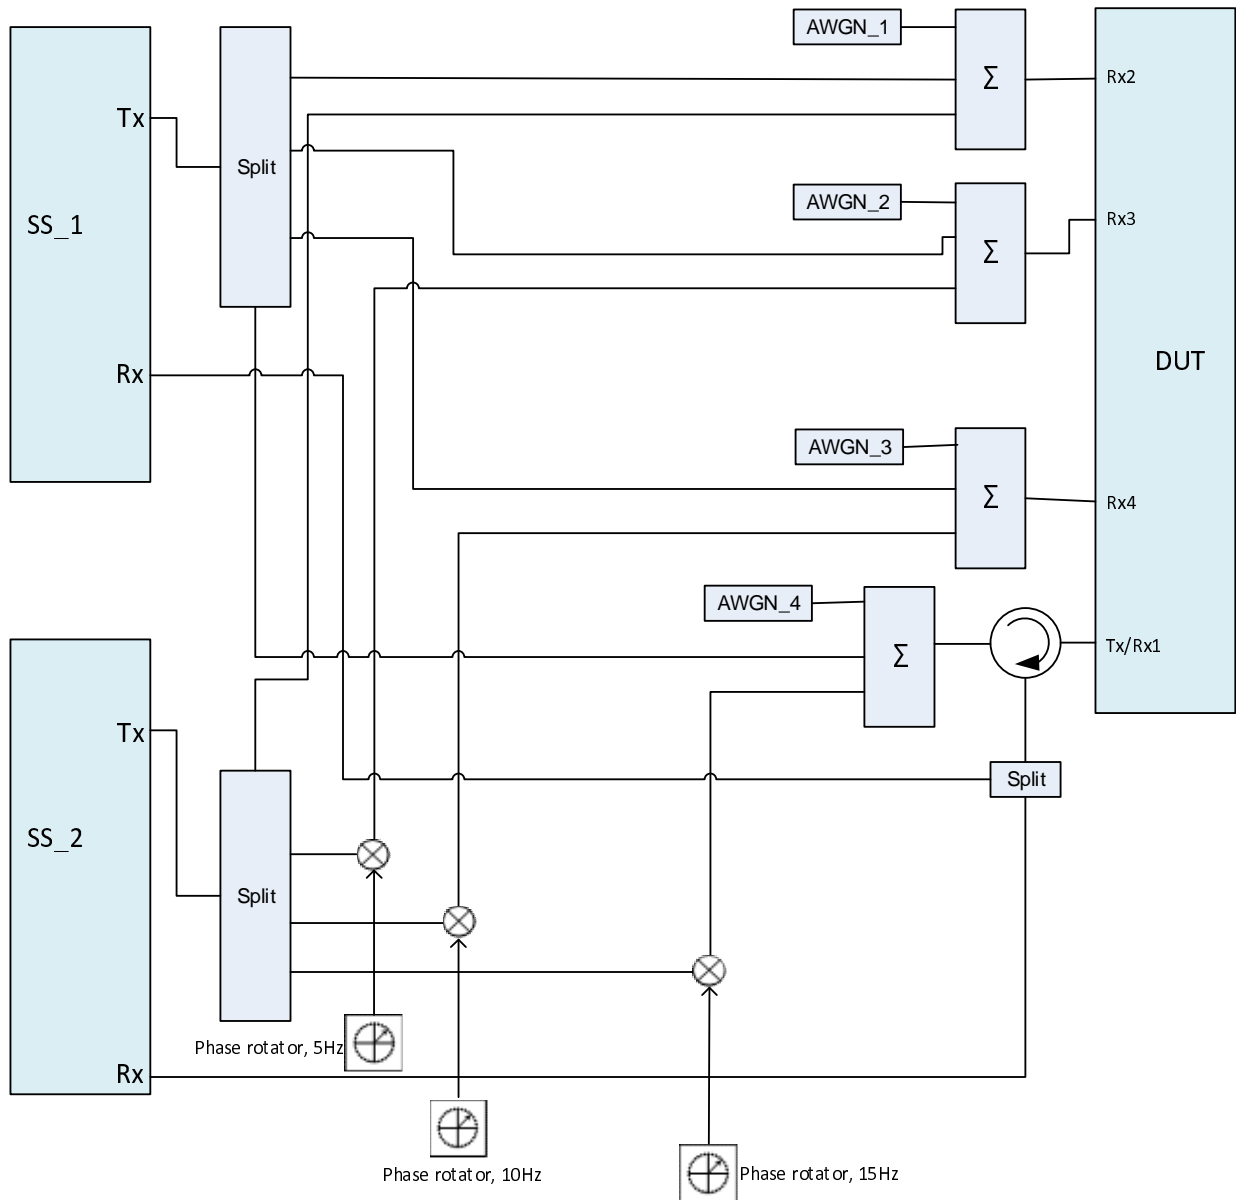 AWGN_1
Σ
Rx2
Tx
Split
SS_1
AWGN_2
Σ
Rx3
DUT
Rx
AWGN_3
Σ
Rx4
AWGN_4
Σ
Tx/Rx1
Tx
Split
SS_2
Split
Phase rotator, 5Hz
Rx
Phase rotator, 10Hz
Phase rotator, 15Hz